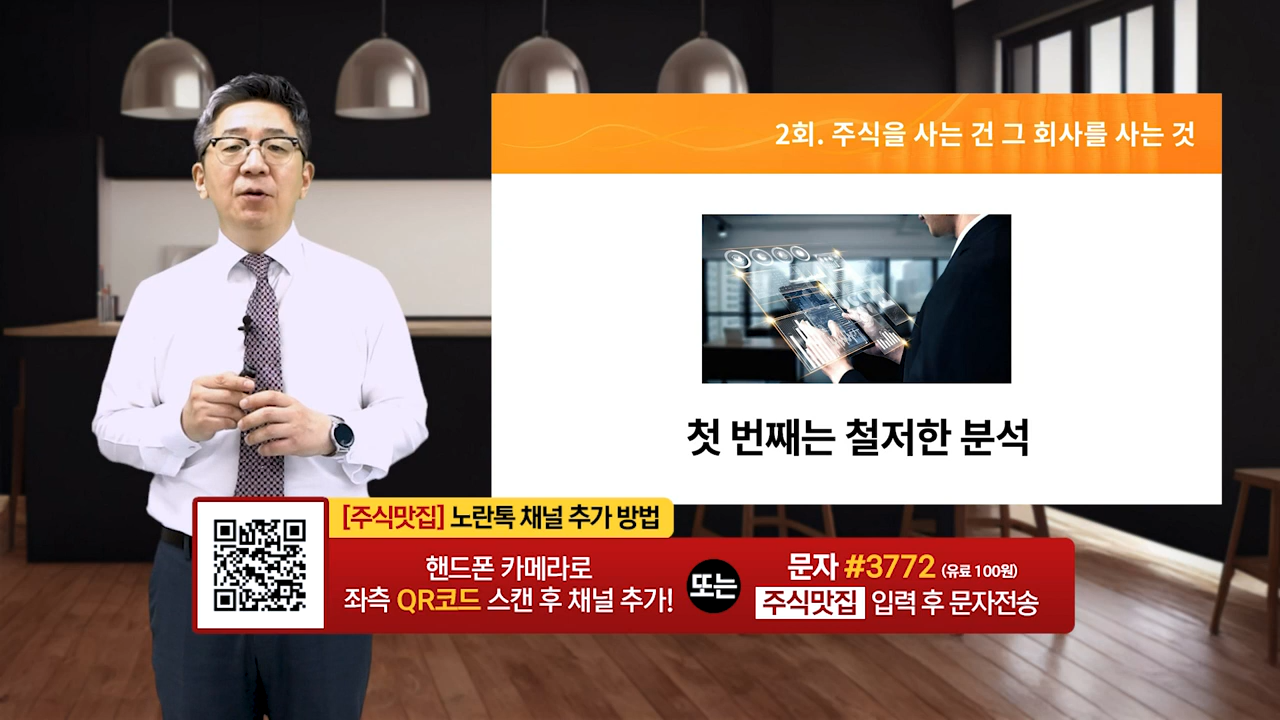 2회. 주식을 사는 건 그 회사를 사는 것
첫 번째는 철저한 분석
[주식맛집] 노란톡 채널 추가 방법
핸드폰 카메라로
좌측 QR코드 스캔 후 채널 추가!
또는
문자 #3772 (유료 100원)
주식맛집 입력 후 문자전송